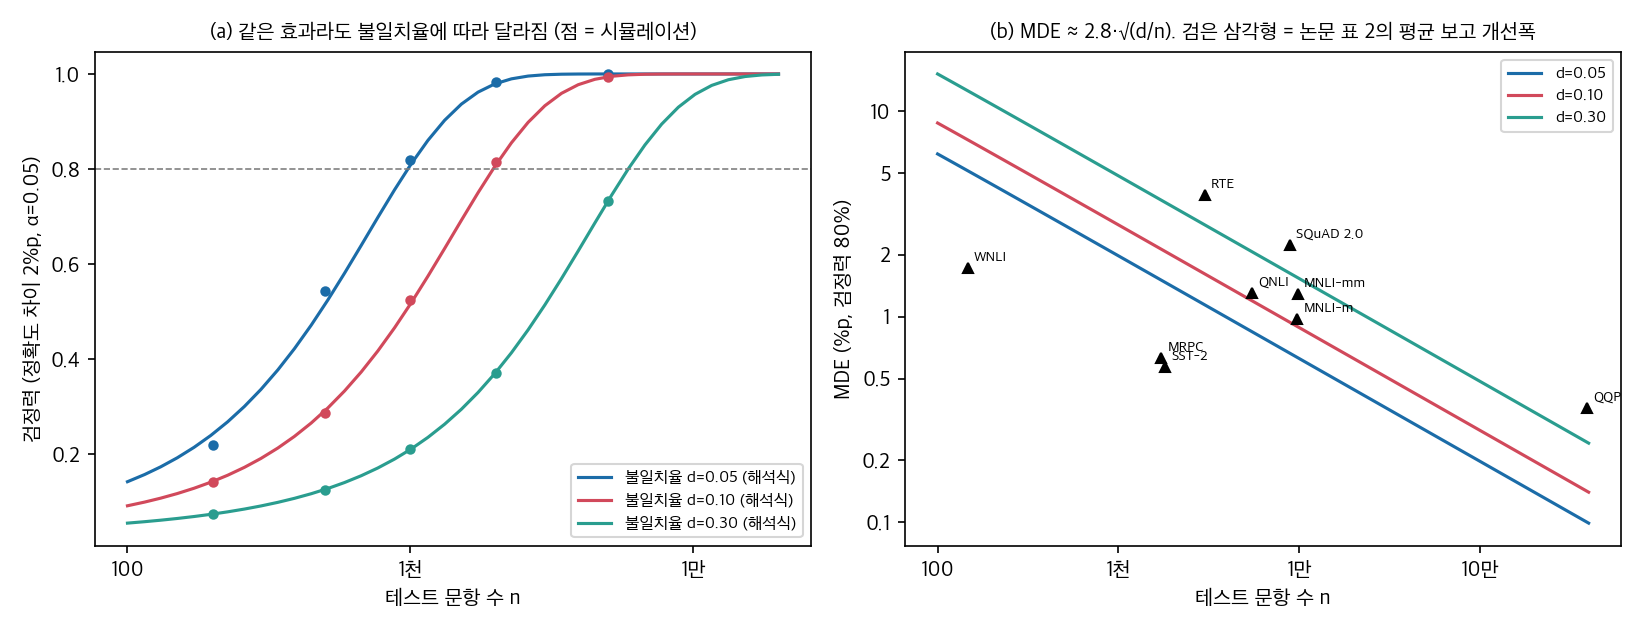 (a) 같은 효과라도 불일치율에 따라 달라짐 (점 = 시뮬레이션)
검정력 (정확도 차이 2%p, α=0.05)
1.0
0.8
0.6
0.4
0.2
불일치율 d=0.05 (해석식)
불일치율 d=0.10 (해석식)
불일치율 d=0.30 (해석식)
100
1천
1만
테스트 문항 수 n
(b) MDE ≈ 2.8·√(d/n). 검은 삼각형 = 논문 표 2의 평균 보고 개선폭
MDE (%p, 검정력 80%)
10
5
2
1
0.5
0.2
0.1
d=0.05
d=0.10
d=0.30
RTE
SQuAD 2.0
WNLI
QNLI
MNLI-mm
MNLI-m
MRPC
SST-2
QQP
100
1천
1만
10만
테스트 문항 수 n